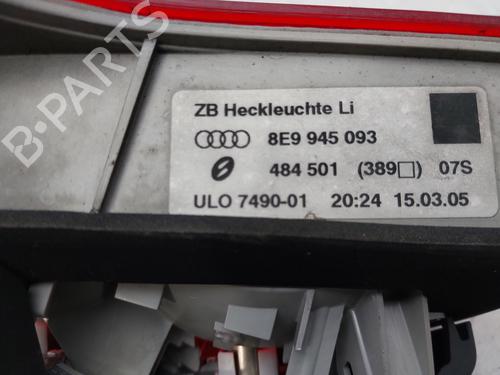 ZB Heckleuchte Li
8E9 945 093
484 501 (389□) 07S
ULO 7490-01 20:24 15.03.05
B-PARTS